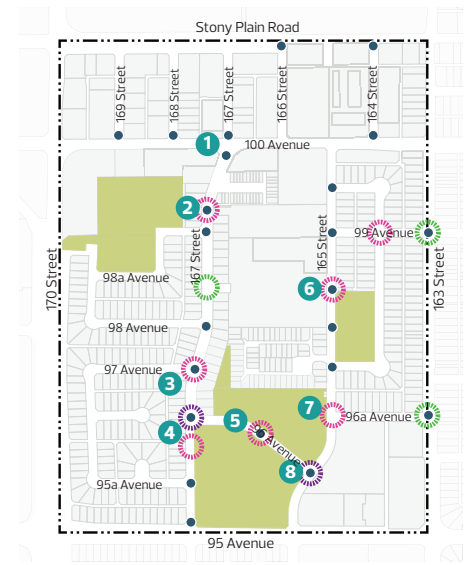 Stony Plain Road
169 Street
168 Street
167 Street
166 Street
164 Street
1
100 Avenue
2
99 Avenue
167 Street
165 Street
170 Street
163 Street
98a Avenue
6
98 Avenue
97 Avenue
3
7
96a Avenue
5
4
96 Avenue
8
95a Avenue
95 Avenue